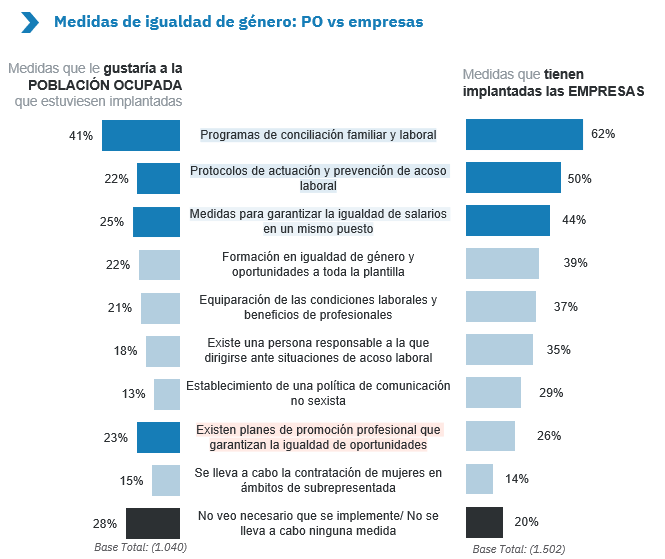 Medidas de igualdad de género: PO vs empresas
Medidas que le gustaría a la
POBLACIÓN OCUPADA
que estuviesen implantadas
Medidas que tienen
implantadas las EMPRESAS
41%
Programas de conciliación familiar y laboral
62%
22%
Protocolos de actuación y prevención de acoso
laboral
50%
25%
Medidas para garantizar la igualdad de salarios
en un mismo puesto
44%
22%
Formación en igualdad de género y
oportunidades a toda la plantilla
39%
21%
Equiparación de las condiciones laborales y
beneficios de profesionales
37%
18%
Existe una persona responsable a la que
dirigirse ante situaciones de acoso laboral
35%
13%
Establecimiento de una política de comunicación
no sexista
29%
23%
Existen planes de promoción profesional que
garantizan la igualdad de oportunidades
26%
15%
Se lleva a cabo la contratación de mujeres en
ámbitos de subrepresentada
14%
28%
No veo necesario que se implemente/ No se
lleva a cabo ninguna medida
20%
Base Total: (1.040)
Base Total: (1.502)